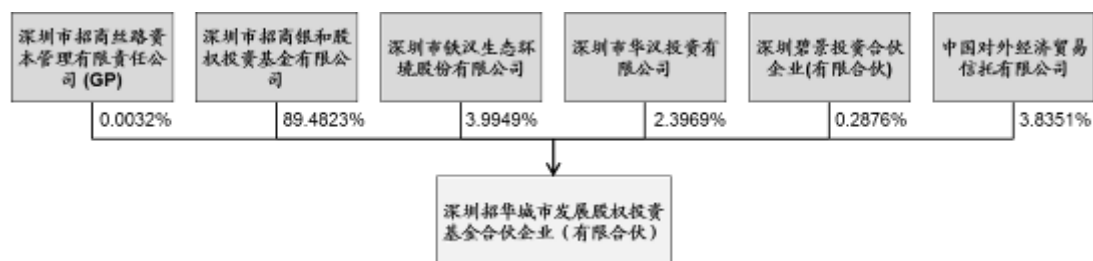 深圳市招商丝路资
本管理有限责任公
司 (GP)
深圳市招商银和股
权投资基金有限公
司
深圳市铁汉生态环
境股份有限公司
深圳市华汉投资有
限公司
深圳碧景投资合伙
企业(有限合伙)
中国对外经济贸易
信托有限公司
0.0032%
89.4823%
3.9949%
2.3969%
0.2876%
3.8351%
深圳招华城市发展股权投资
基金合伙企业（有限合伙）